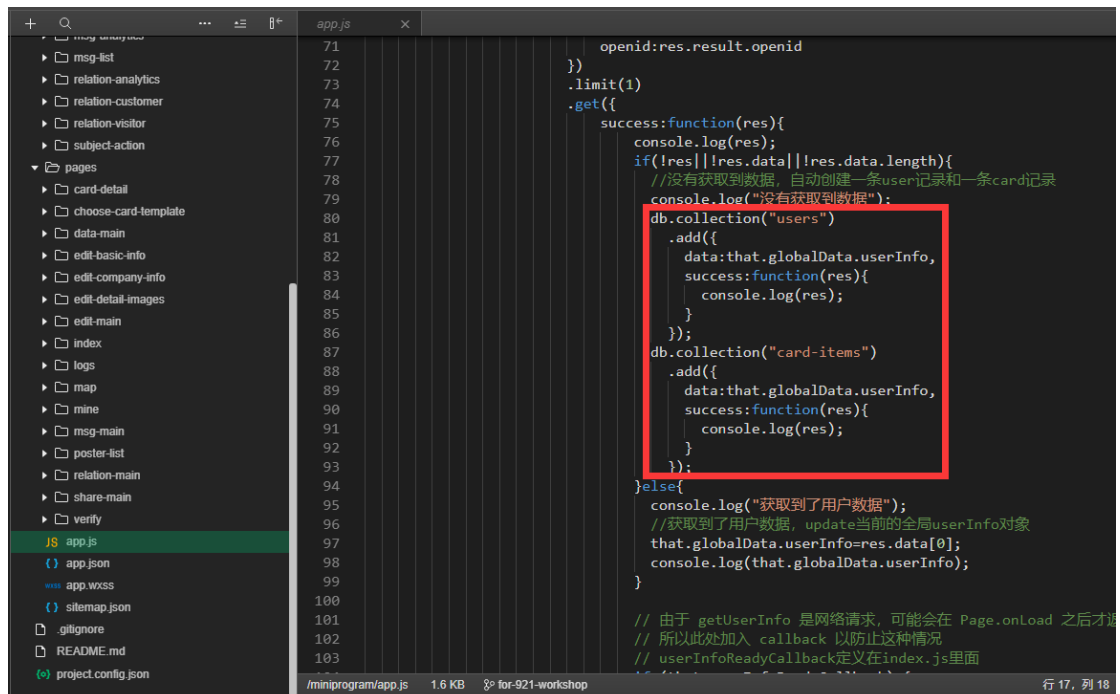 app.js
msg-analytics
msg-list
relation-analytics
relation-customer
relation-visitor
subject-action
pages
card-detail
choose-card-template
data-main
edit-basic-info
edit-company-info
edit-detail-images
edit-main
index
logs
map
mine
msg-main
poster-list
relation-main
share-main
verify
JS app.js
{ } app.json
wxss app.wxss
{ } sitemap.json
.gitignore
README.md
{o} project.config.json
71 openid:res.result.openid
72 })
73 .limit(1)
74 .get({
75 success:function(res){
76 console.log(res);
77 if(!res||!res.data||!res.data.length){
78 //没有获取到数据，自动创建一条user记录和一条card记录
79 console.log("没有获取到数据");
80 db.collection("users")
81 .add({
82 data:that.globalData.userInfo,
83 success:function(res){
84 console.log(res);
85 }
86 });
87 db.collection("card-items")
88 .add({
89 data:that.globalData.userInfo,
90 success:function(res){
91 console.log(res);
92 }
93 });
94 }else{
95 console.log("获取到了用户数据");
96 //获取到了用户数据，update当前的全局userInfo对象
97 that.globalData.userInfo=res.data[0];
98 console.log(that.globalData.userInfo);
99 }
100
101 // 由于 getUserInfo 是网络请求，可能会在 Page.onLoad 之后才返
102 // 所以此处加入 callback 以防止这种情况
103 // userInfoReadyCallback定义在index.js里面
/miniprogram/app.js 1.6 KB for-921-workshop 行 17，列 18